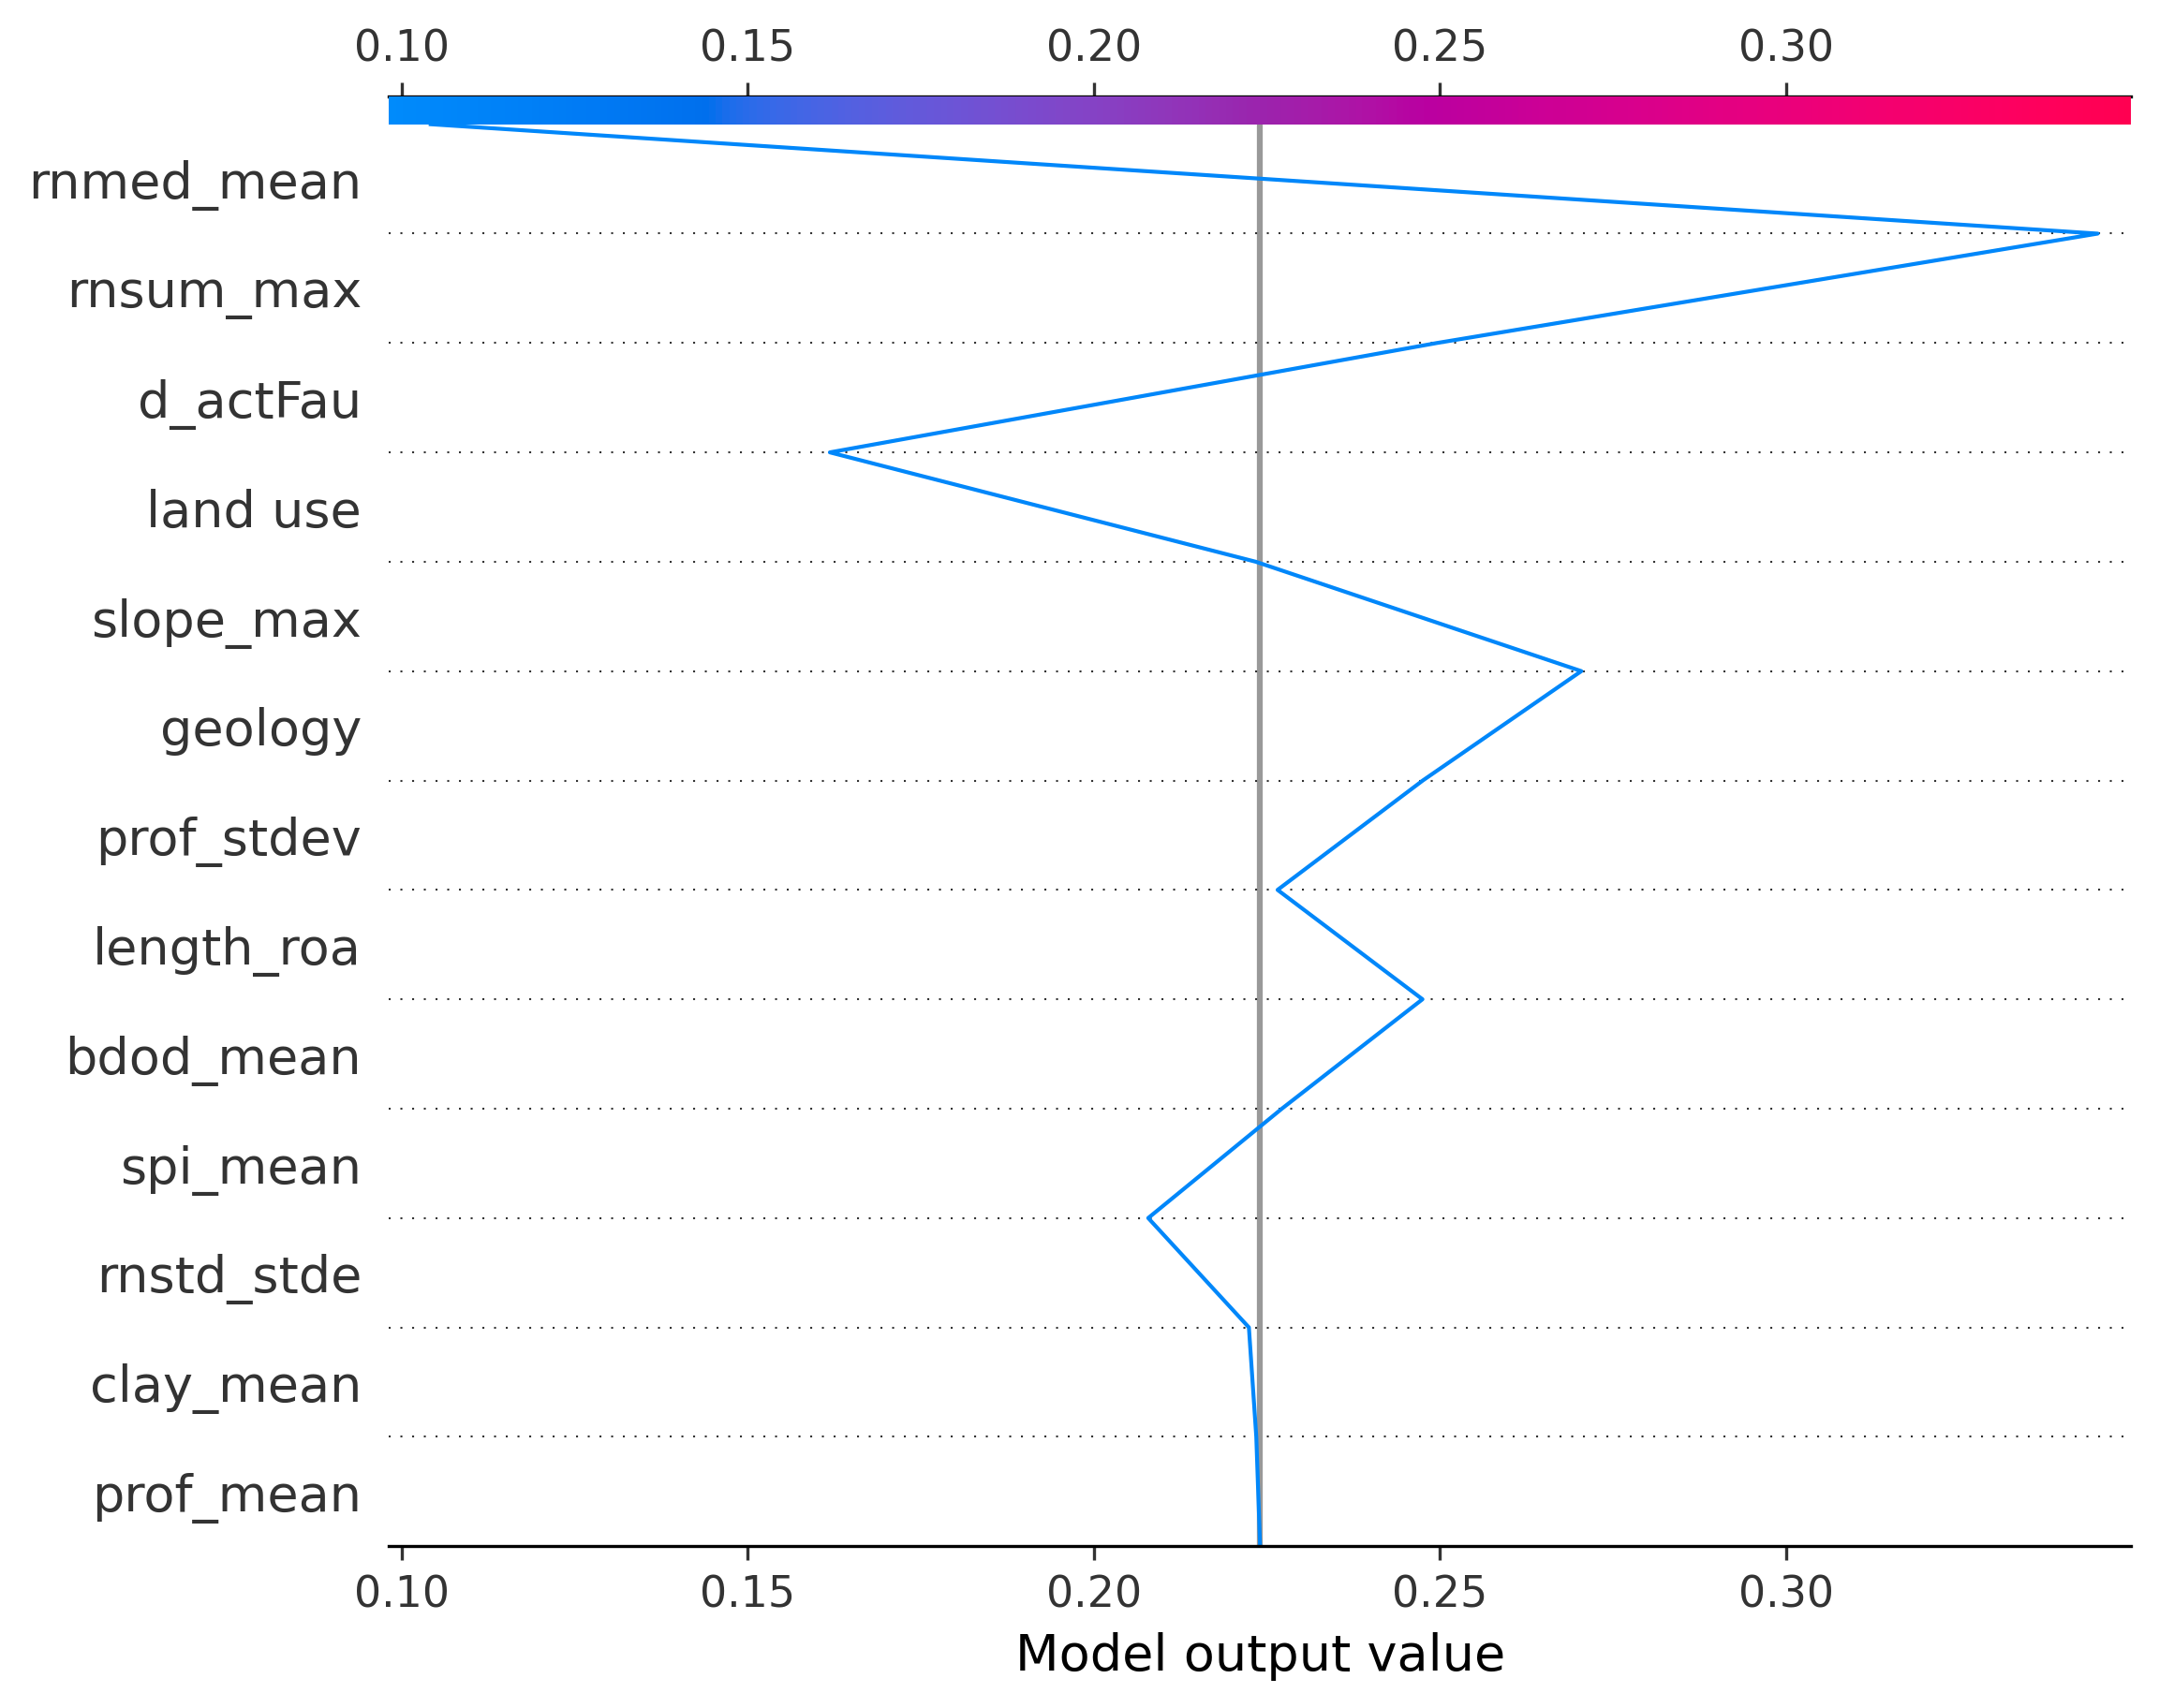 0.10 0.15 0.20 0.25 0.30
rnmed_mean
rnsum_max
d_actFau
land use
slope_max
geology
prof_stdev
length_roa
bdod_mean
spi_mean
rnstd_stde
clay_mean
prof_mean
0.10 0.15 0.20 0.25 0.30
Model output value